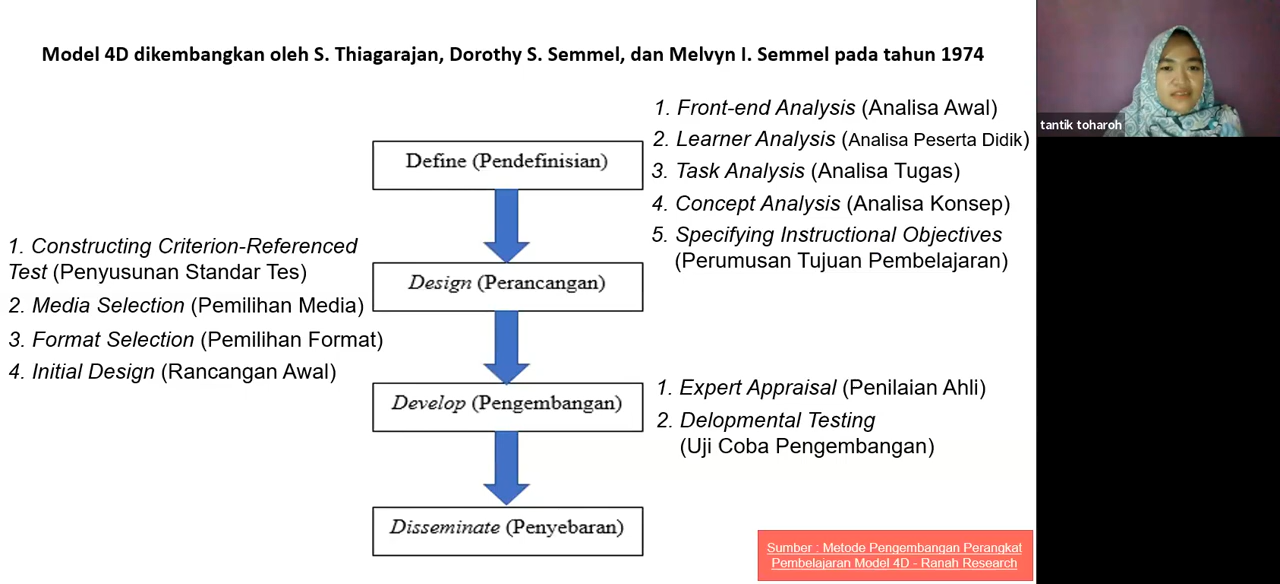 Model 4D dikembangkan oleh S. Thiagarajan, Dorothy S. Semmel, dan Melvyn I. Semmel pada tahun 1974
Define (Pendefinisian)
1. Front-end Analysis (Analisa Awal)
2. Learner Analysis (Analisa Peserta Didik)
3. Task Analysis (Analisa Tugas)
4. Concept Analysis (Analisa Konsep)
5. Specifying Instructional Objectives
(Perumusan Tujuan Pembelajaran)
Design (Perancangan)
1. Constructing Criterion-Referenced
Test (Penyusunan Standar Tes)
2. Media Selection (Pemilihan Media)
3. Format Selection (Pemilihan Format)
4. Initial Design (Rancangan Awal)
Develop (Pengembangan)
1. Expert Appraisal (Penilaian Ahli)
2. Delopmental Testing
(Uji Coba Pengembangan)
Disseminate (Penyebaran)
Sumber : Metode Pengembangan Perangkat
Pembelajaran Model 4D - Ranah Research
tantik toharoh